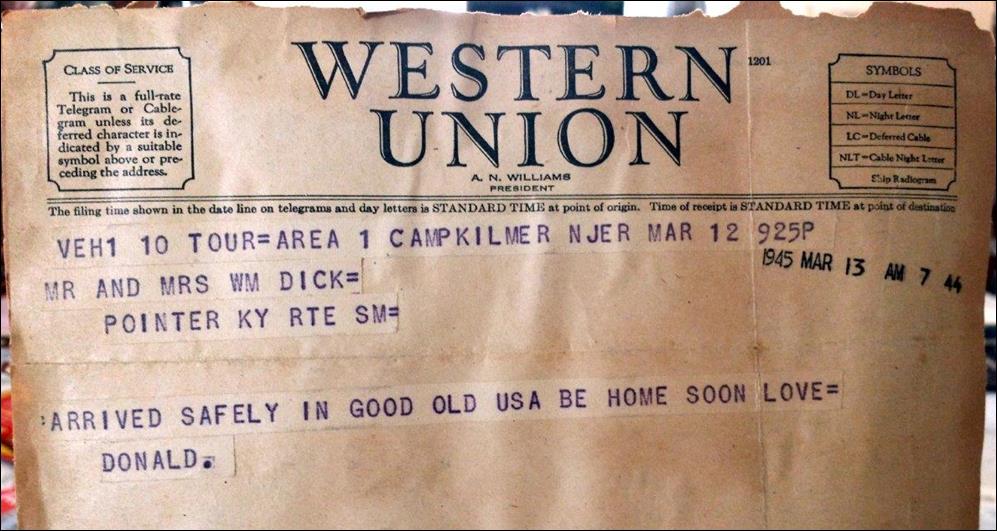 CLASS OF SERVICE
This is a full-rate
Telegram or Cable-
gram unless its de-
ferred character is in-
dicated by a suitable
symbol above or pre-
ceding the address.
WESTERN
UNION
1201
A. N. WILLIAMS
PRESIDENT
SYMBOLS
DL=Day Letter
NL=Night Letter
LC=Deferred Cable
NLT=Cable Night Letter
Ship Radiogram
The filing time shown in the date line on telegrams and day letters is STANDARD TIME at point of origin. Time of receipt is STANDARD TIME at point of destination
VEH1 10 TOUR=AREA 1 CAMPKILMER NJER MAR 12 925P
1945 MAR 13 AM 7 44
MR AND MRS WM DICK=
POINTER KY RTE SM=
:ARRIVED SAFELY IN GOOD OLD USA BE HOME SOON LOVE=
DONALD.